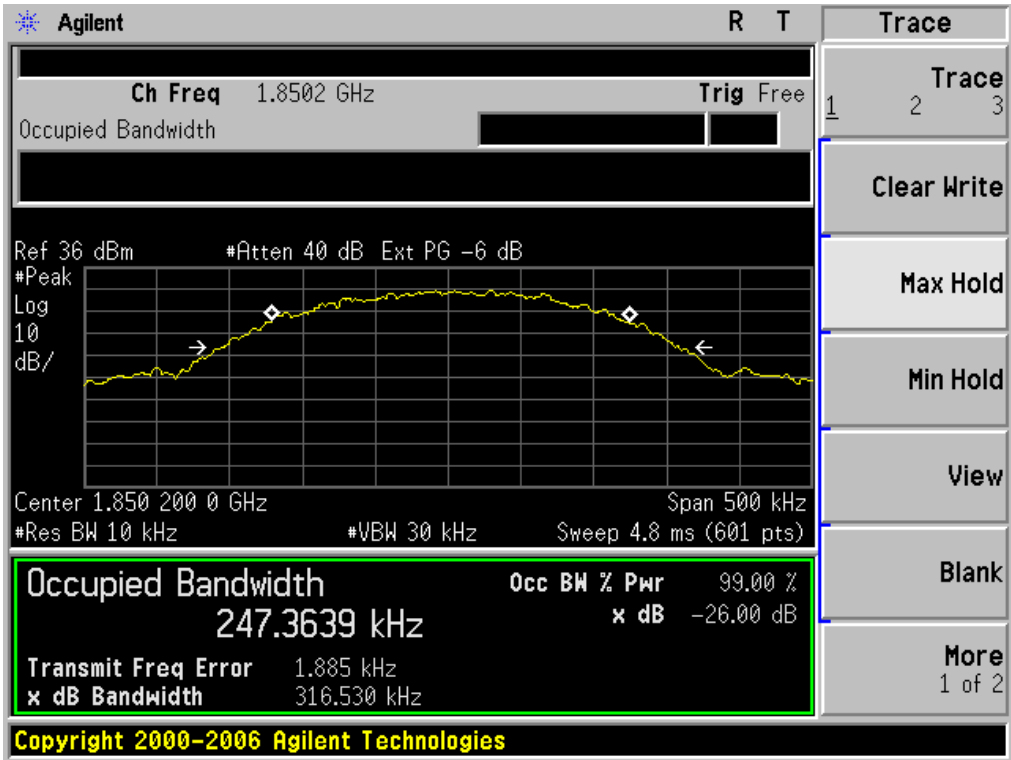 Agilent R T Trace
Ch Freq 1.8502 GHz Trig Free
Occupied Bandwidth
Trace
1 2 3
Clear Write
Max Hold
Min Hold
View
Blank
More
1 of 2
Ref 36 dBm #Atten 40 dB Ext PG -6 dB
#Peak
Log
10
dB/
Center 1.850 200 0 GHz Span 500 kHz
#Res BW 10 kHz #VBW 30 kHz Sweep 4.8 ms (601 pts)
Occupied Bandwidth Occ BW % Pwr 99.00 %
247.3639 kHz x dB -26.00 dB
Transmit Freq Error 1.885 kHz
x dB Bandwidth 316.530 kHz
Copyright 2000-2006 Agilent Technologies